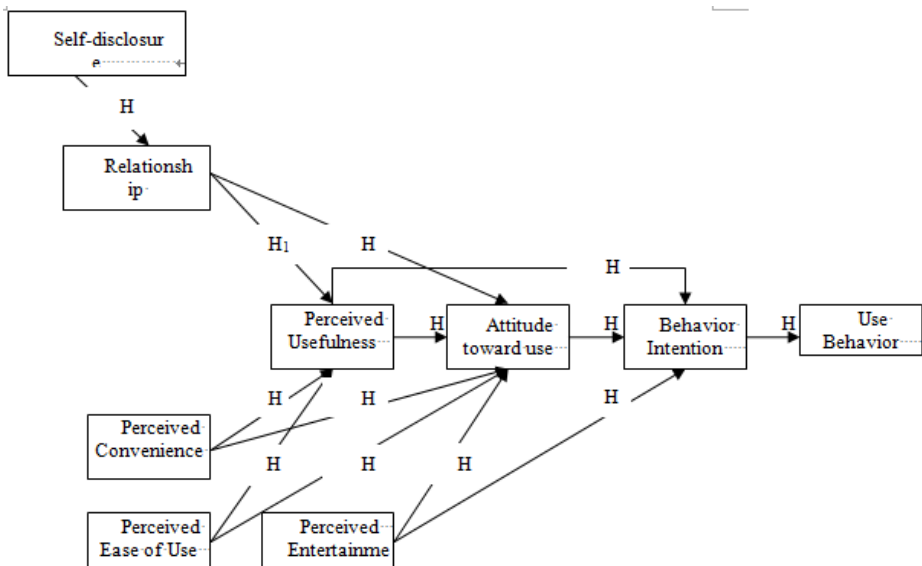 Self-disclosur
e
H
Relationsh
ip
H1
H
H
Perceived
Usefulness
H
Attitude
toward use
H
Behavior
Intention
H
Use
Behavior
H
H
H
Perceived
Convenience
H
H
H
Perceived
Ease of Use
Perceived
Entertainme